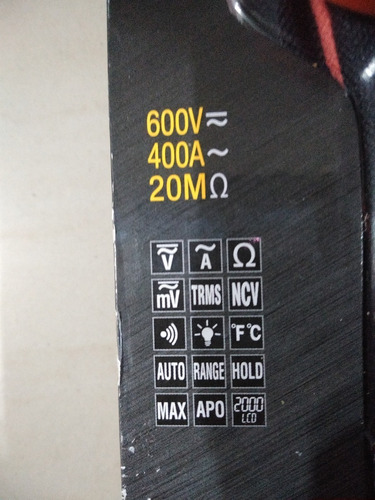 600V⎓~
400A~
20MΩ
V A Ω
mV TRMS NCV
°F°C
AUTO RANGE HOLD
MAX APO 2000 LCD